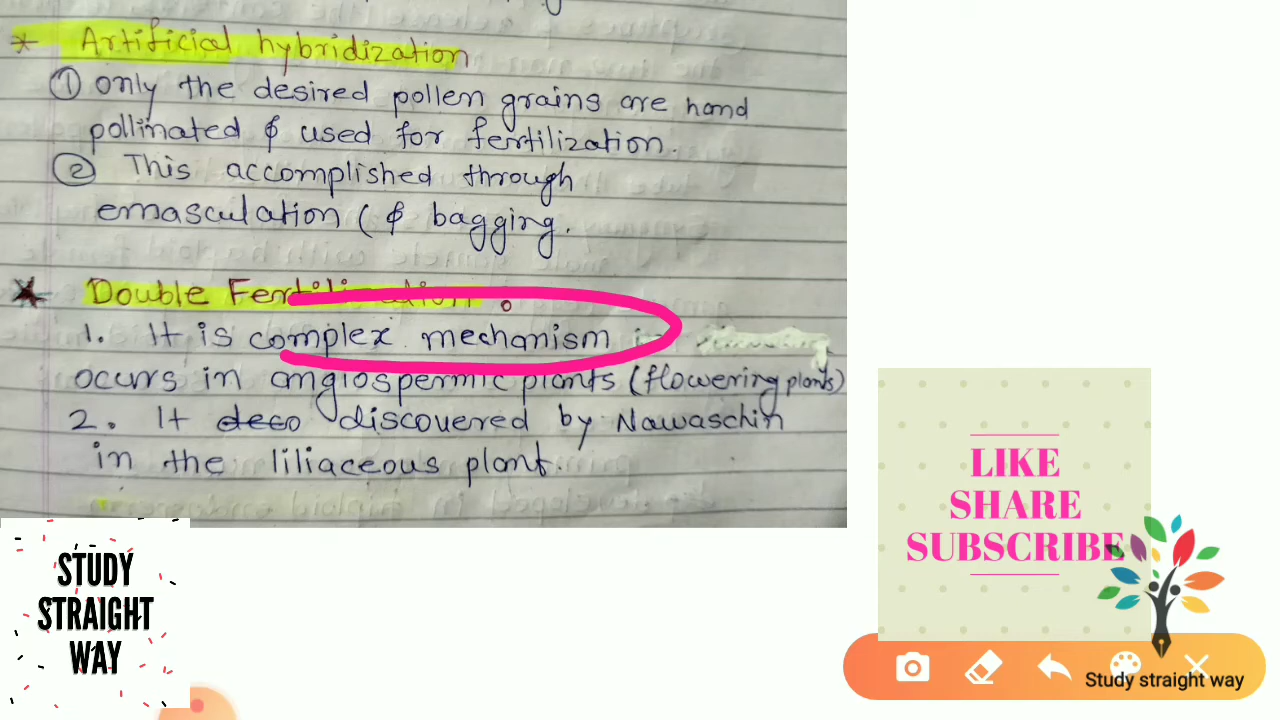 * Artificial hybridization
① only the desired pollen grains are hand
pollinated & used for fertilization.
② This accomplished through
emasculation ( & bagging.
* Double Fertilization :
1. It is complex mechanism
occurs in angiospermic plants (flowering plants)
2. It discovered by Nawaschin
in the liliaceous plant.
STUDY
STRAIGHT
WAY
LIKE
SHARE
SUBSCRIBE
Study straight way